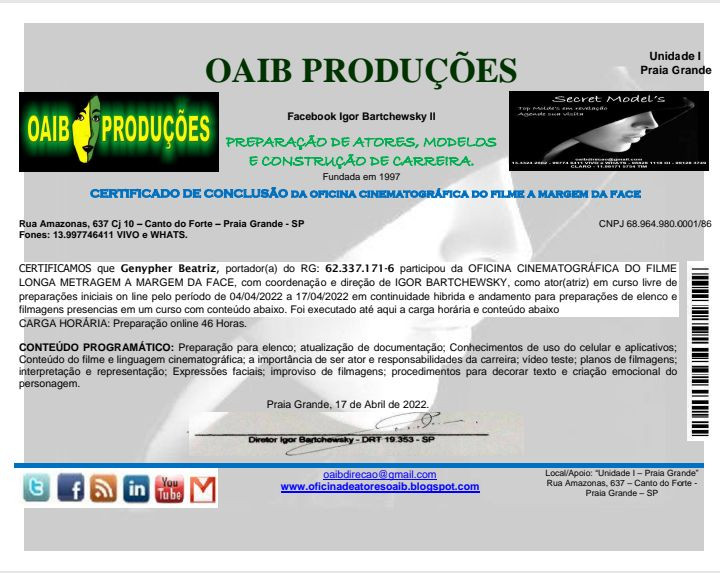 OAIB PRODUÇÕES
Unidade I
Praia Grande
OAIB PRODUÇÕES
Facebook Igor Bartchewsky II
PREPARAÇÃO DE ATORES, MODELOS
E CONSTRUÇÃO DE CARREIRA.
Fundada em 1997
Secret Model's
Top Molde's em revelação
Agende sua visita
oaibdirecao@gmail.com
CERTIFICADO DE CONCLUSÃO DA OFICINA CINEMATOGRÁFICA DO FILME A MARGEM DA FACE
Rua Amazonas, 637 Cj 10 – Canto do Forte – Praia Grande - SP
CNPJ 68.964.980.0001/86
Fones: 13.997746411 VIVO e WHATS.
CERTIFICAMOS que Genypher Beatriz, portador(a) do RG: 62.337.171-6 participou da OFICINA CINEMATOGRÁFICA DO FILME
LONGA METRAGEM A MARGEM DA FACE, com coordenação e direção de IGOR BARTCHEWSKY, como ator(atriz) em curso livre de
preparações iniciais on line pelo período de 04/04/2022 a 17/04/2022 em continuidade hibrida e andamento para preparações de elenco e
filmagens presencias em um curso com conteúdo abaixo. Foi executado até aqui a carga horária e conteúdo abaixo
CARGA HORÁRIA: Preparação online 46 Horas.
CONTEÚDO PROGRAMÁTICO: Preparação para elenco; atualização de documentação; Conhecimentos de uso do celular e aplicativos;
Conteúdo do filme e linguagem cinematográfica; a importância de ser ator e responsabilidades da carreira; vídeo teste; planos de filmagens;
interpretação e representação; Expressões faciais; improviso de filmagens; procedimentos para decorar texto e criação emocional do
personagem.
Praia Grande, 17 de Abril de 2022.
Diretor Igor Bartchewsky - DRT 19.353 - SP
You
Tube
in
oaibdirecao@gmail.com
www.oficinadeatoresoaib.blogspot.com
Local/Apoio: "Unidade I – Praia Grande"
Rua Amazonas, 637 – Canto do Forte -
Praia Grande – SP